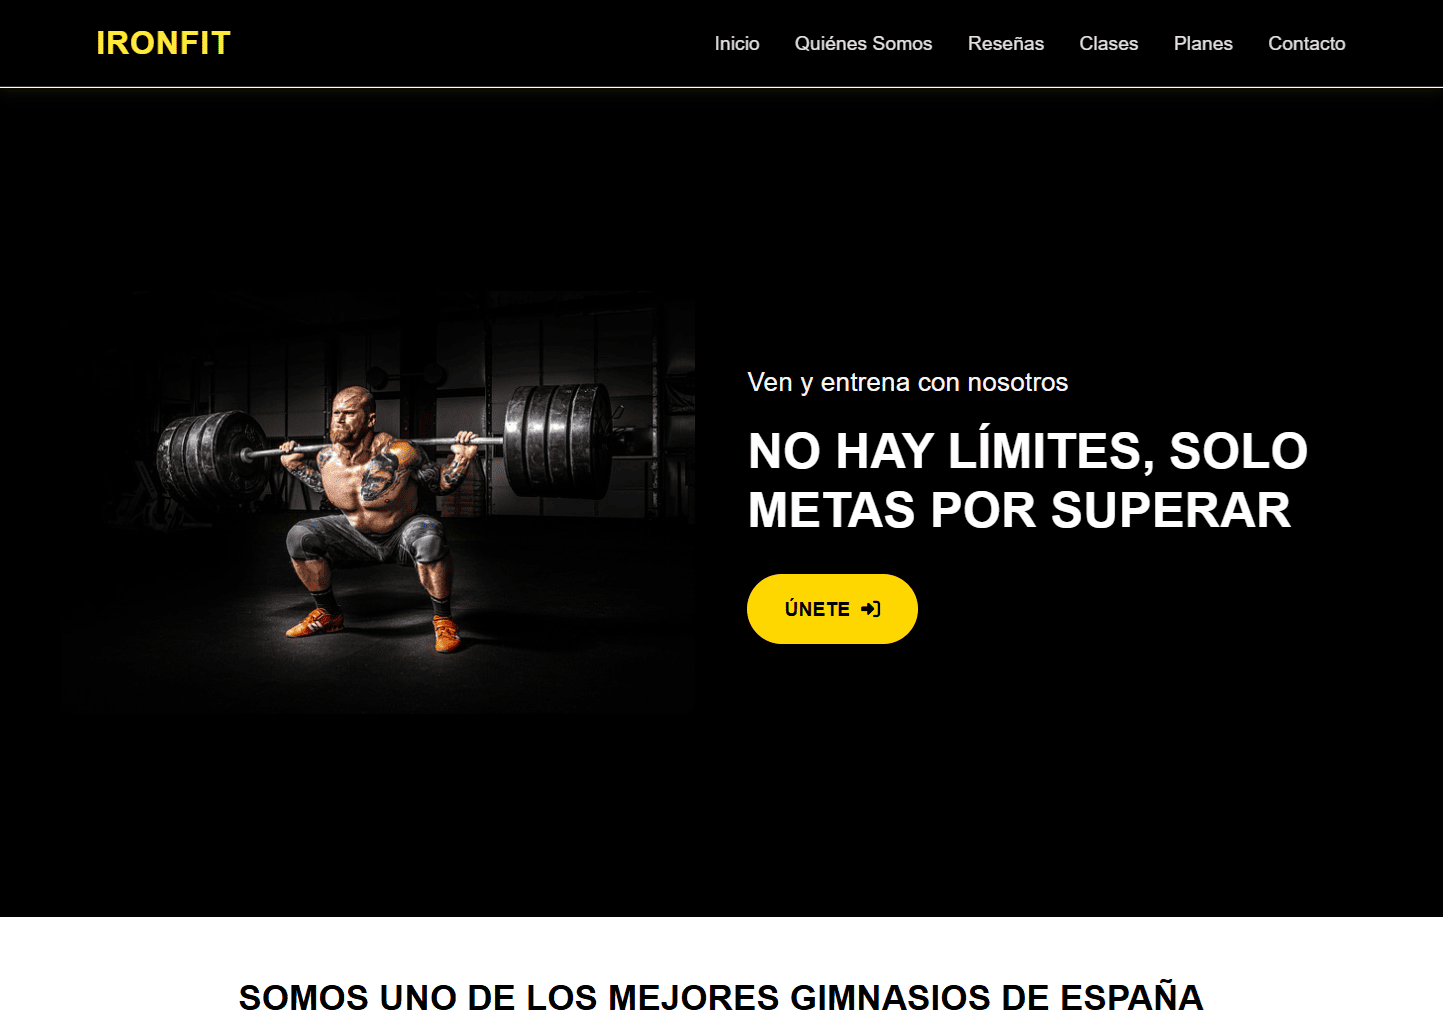 IRONFIT
Inicio Quiénes Somos Reseñas Clases Planes Contacto
Ven y entrena con nosotros
NO HAY LÍMITES, SOLO
METAS POR SUPERAR
ÚNETE
SOMOS UNO DE LOS MEJORES GIMNASIOS DE ESPAÑA